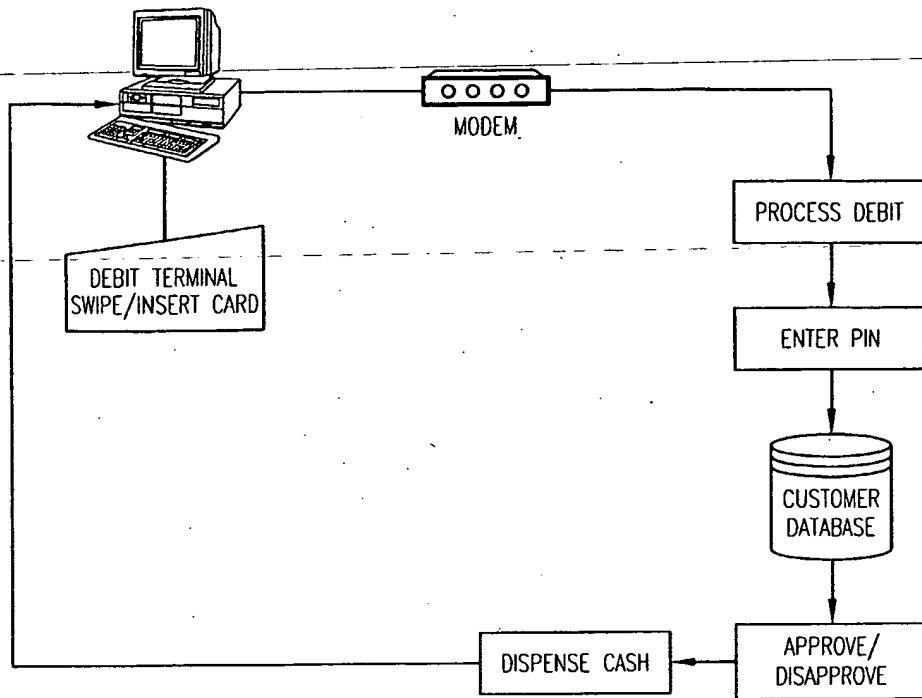 MODEM
PROCESS DEBIT
DEBIT TERMINAL
SWIPE/INSERT CARD
ENTER PIN
CUSTOMER
DATABASE
DISPENSE CASH
APPROVE/
DISAPPROVE